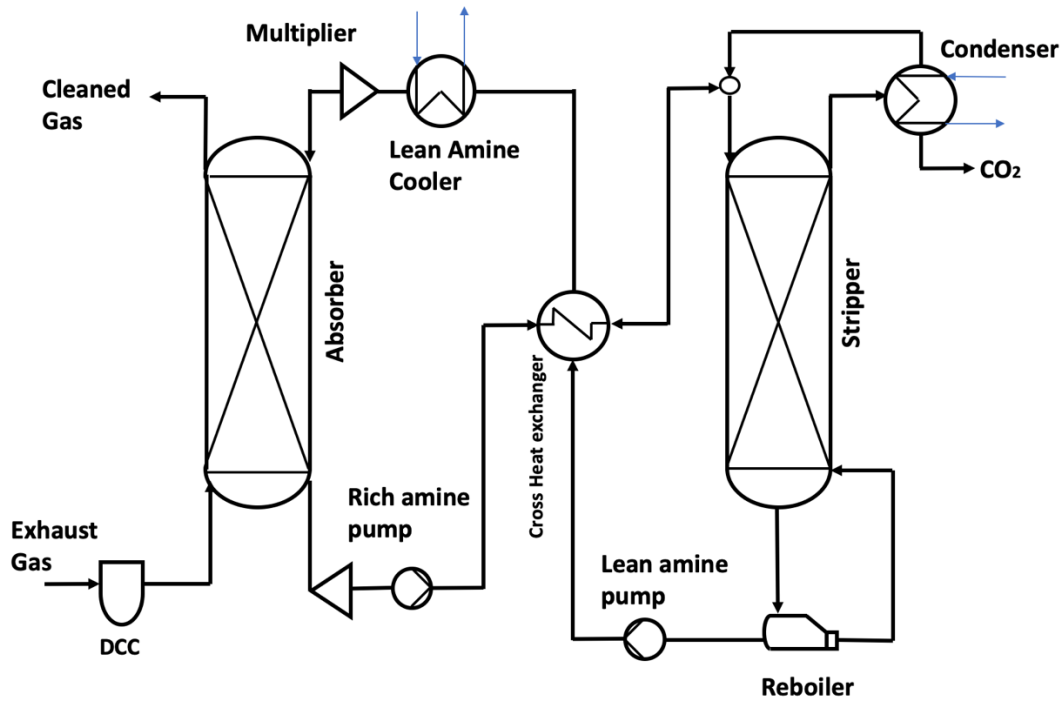 Multiplier
Condenser
Cleaned
Gas
Lean Amine
Cooler
CO2
Absorber
Stripper
Cross Heat exchanger
Rich amine
pump
Exhaust
Gas
Lean amine
pump
DCC
Reboiler